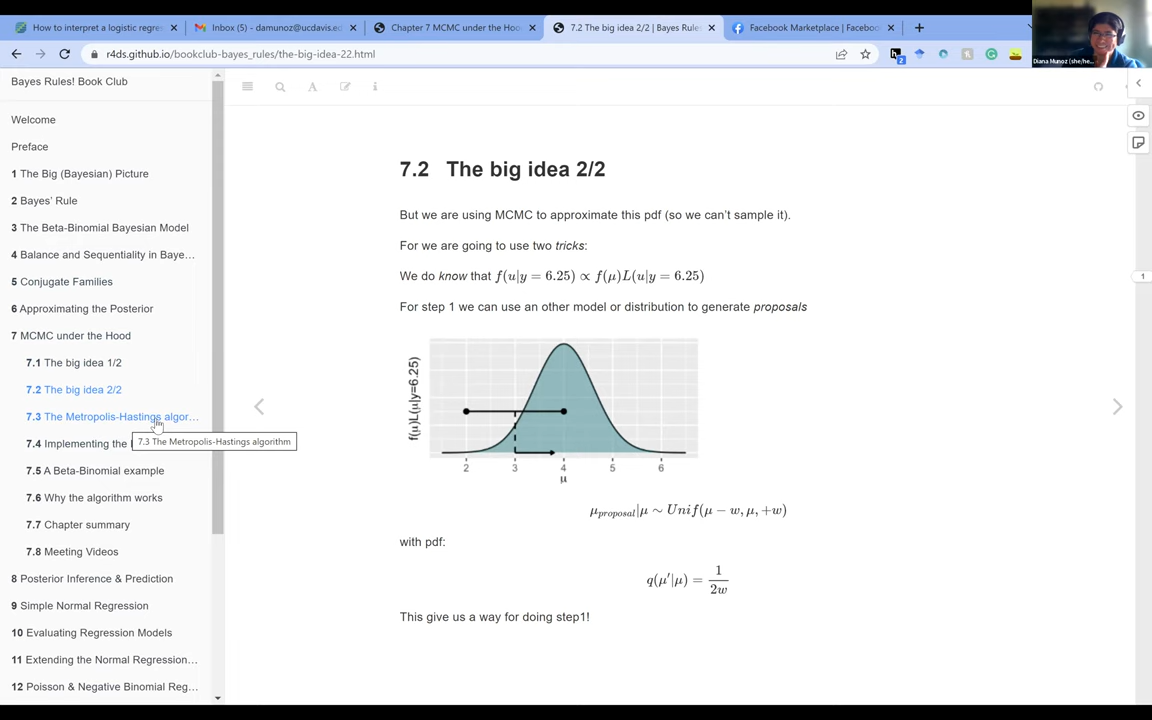 How to interpret a logistic regres
Inbox (5) - damunoz@ucdavis.ed
Chapter 7 MCMC under the Hoo
7.2 The big idea 2/2 | Bayes Rules
Facebook Marketplace | Facebook
r4ds.github.io/bookclub-bayes_rules/the-big-idea-22.html
2
Diana Munoz (she/he...
Bayes Rules! Book Club
Welcome
Preface
1 The Big (Bayesian) Picture
2 Bayes' Rule
3 The Beta-Binomial Bayesian Model
4 Balance and Sequentiality in Baye…
5 Conjugate Families
6 Approximating the Posterior
7 MCMC under the Hood
7.1 The big idea 1/2
7.2 The big idea 2/2
7.3 The Metropolis-Hastings algor…
7.4 Implementing the
7.3 The Metropolis-Hastings algorithm
7.5 A Beta-Binomial example
7.6 Why the algorithm works
7.7 Chapter summary
7.8 Meeting Videos
8 Posterior Inference & Prediction
9 Simple Normal Regression
10 Evaluating Regression Models
11 Extending the Normal Regression…
12 Poisson & Negative Binomial Reg…
A
i
7.2 The big idea 2/2
But we are using MCMC to approximate this pdf (so we can't sample it).
For we are going to use two tricks:
We do know that f(u|y = 6.25) ∝ f(μ)L(u|y = 6.25)
For step 1 we can use an other model or distribution to generate proposals
f(μ)L(μ|y=6.25)
2 3 4 5 6
μ
μproposal|μ ∼ Unif(μ − w, μ, +w)
with pdf:
q(μ′|μ) = 1/2w
This give us a way for doing step1!
1